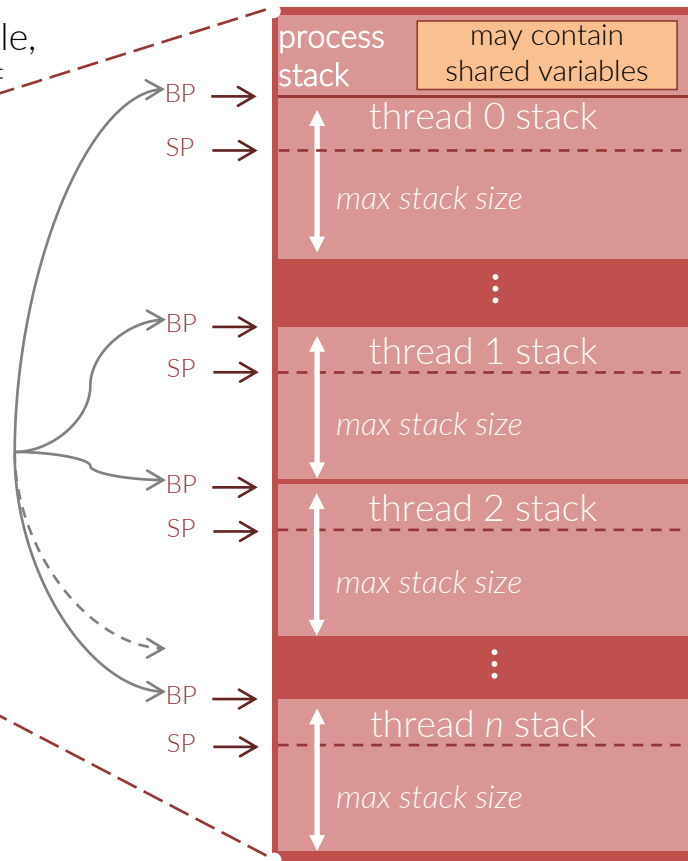 le,
process
stack
may contain
shared variables
BP
thread 0 stack
SP
max stack size
BP
thread 1 stack
SP
max stack size
BP
thread 2 stack
SP
max stack size
BP
thread n stack
SP
max stack size